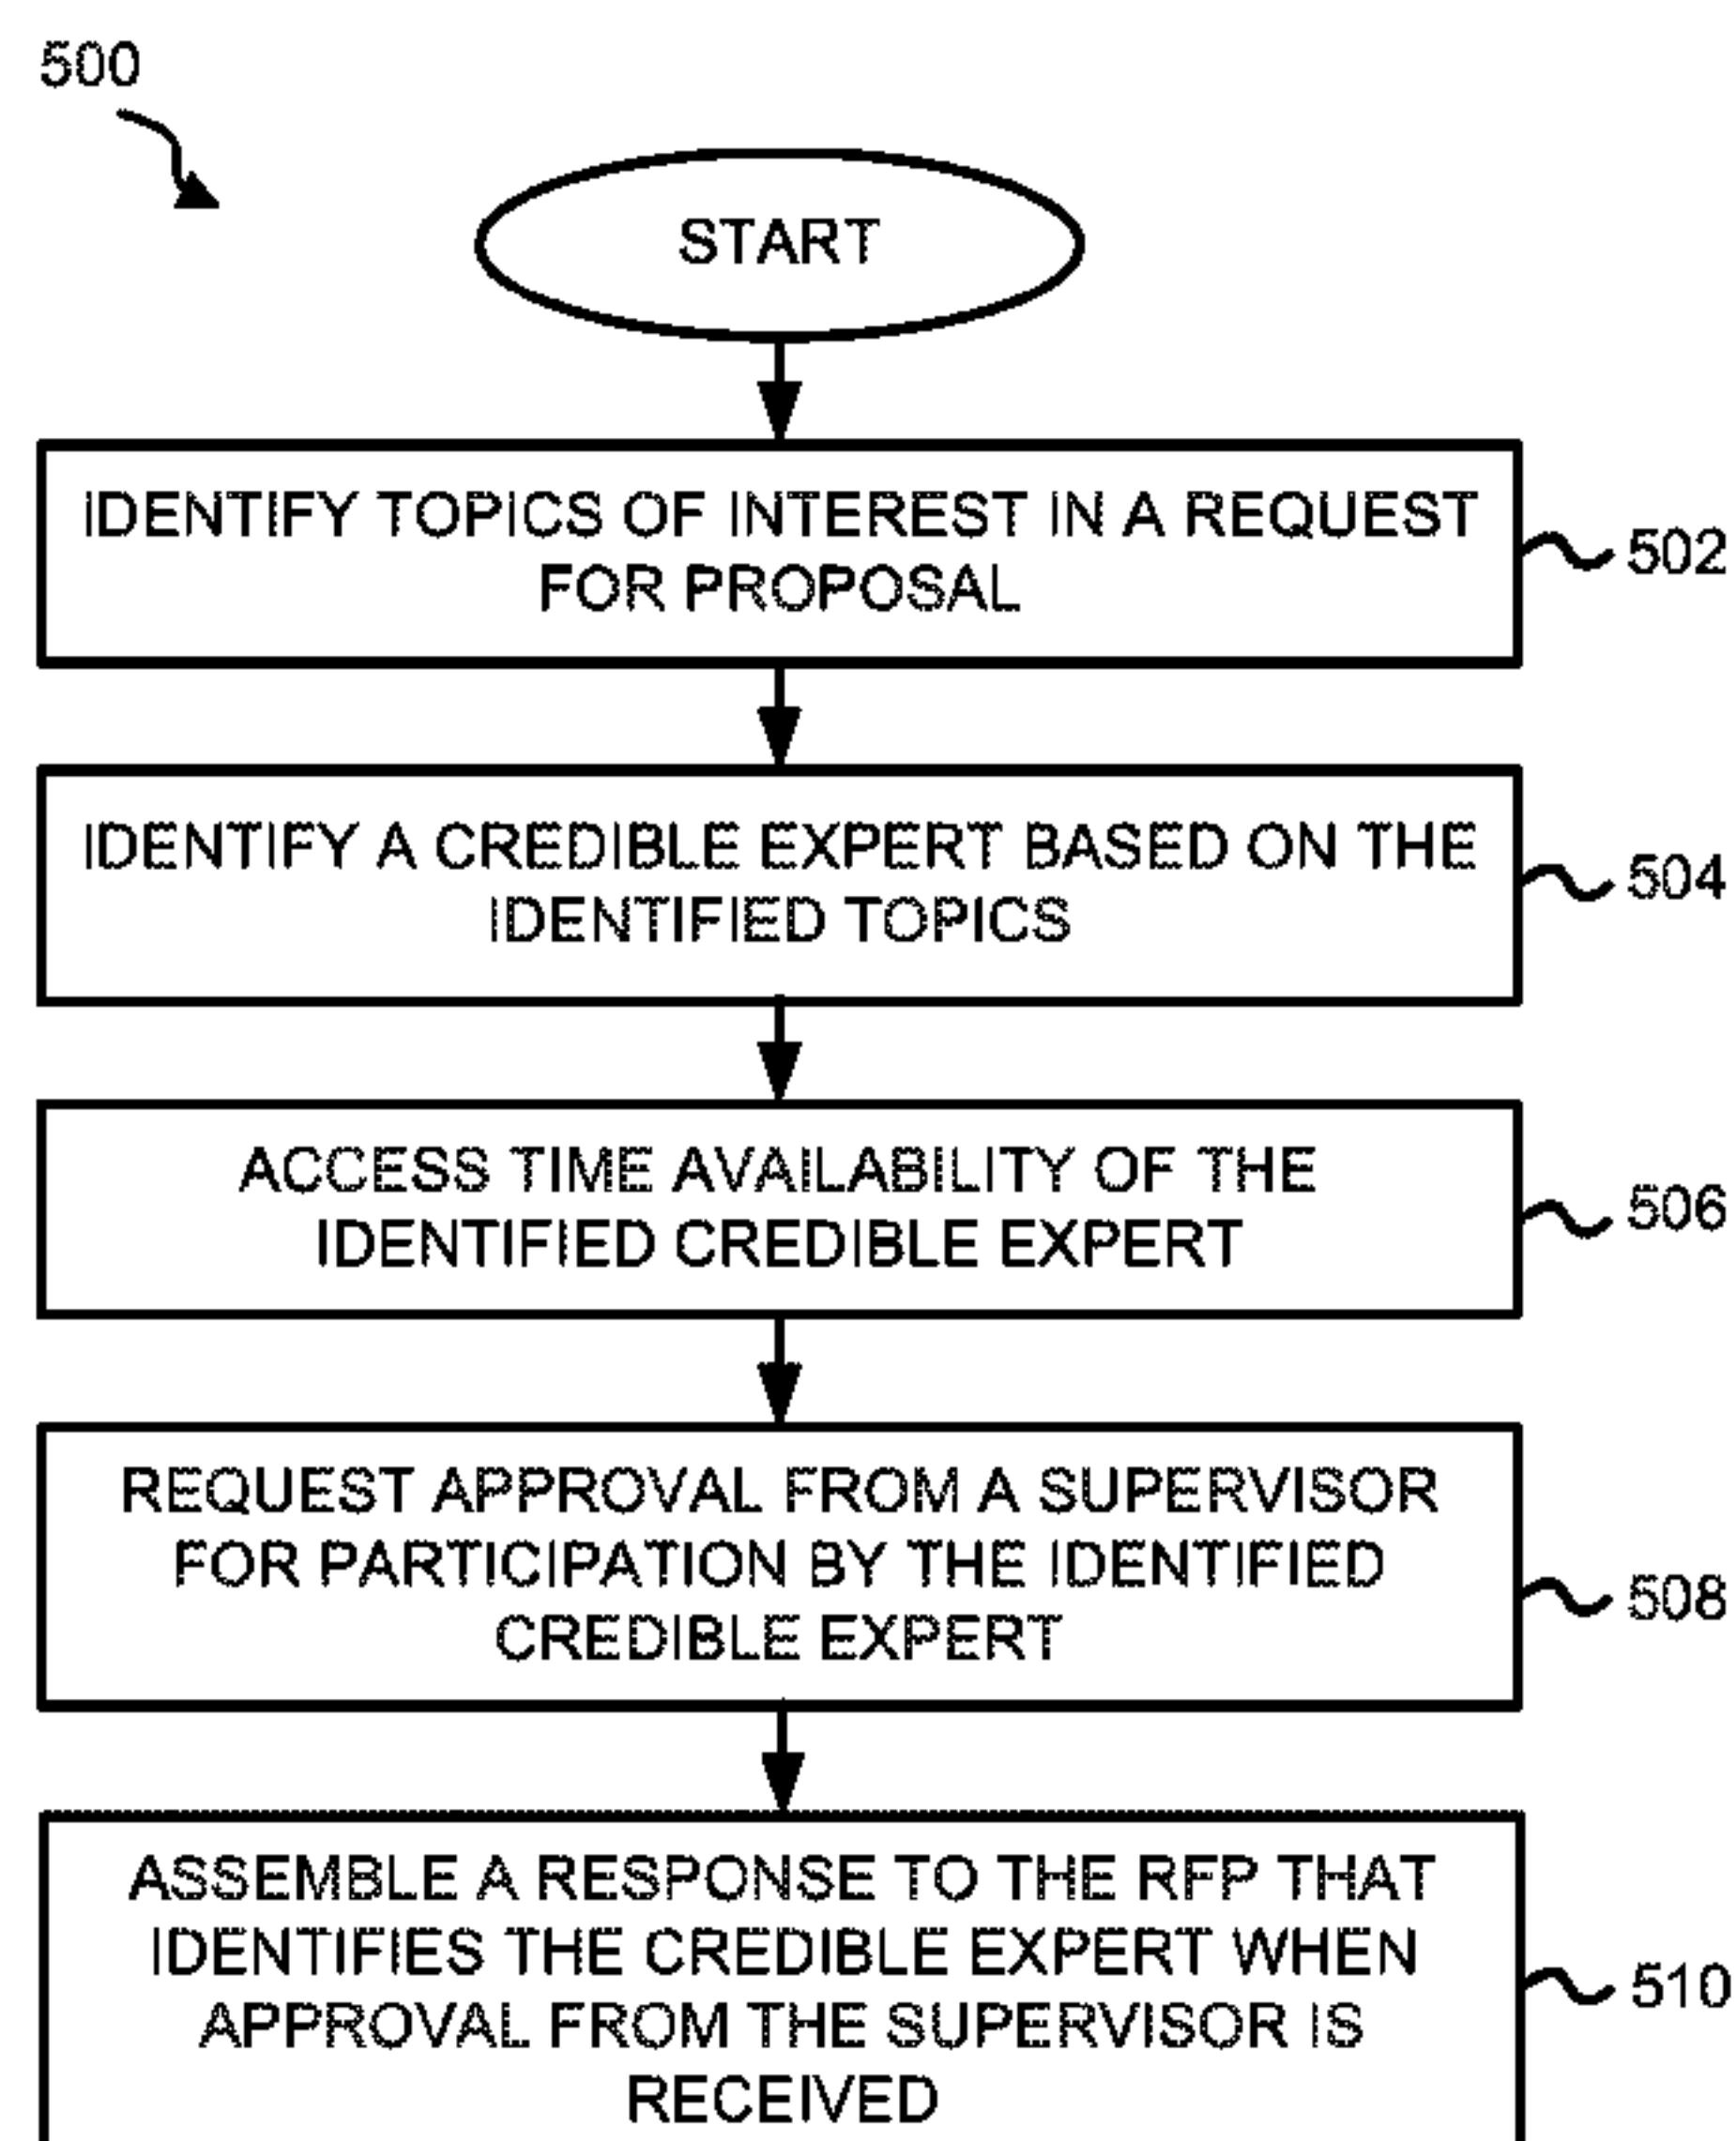 500
START
IDENTIFY TOPICS OF INTEREST IN A REQUEST
FOR PROPOSAL
502
IDENTIFY A CREDIBLE EXPERT BASED ON THE
IDENTIFIED TOPICS
504
ACCESS TIME AVAILABILITY OF THE
IDENTIFIED CREDIBLE EXPERT
506
REQUEST APPROVAL FROM A SUPERVISOR
FOR PARTICIPATION BY THE IDENTIFIED
CREDIBLE EXPERT
508
ASSEMBLE A RESPONSE TO THE RFP THAT
IDENTIFIES THE CREDIBLE EXPERT WHEN
APPROVAL FROM THE SUPERVISOR IS
RECEIVED
510